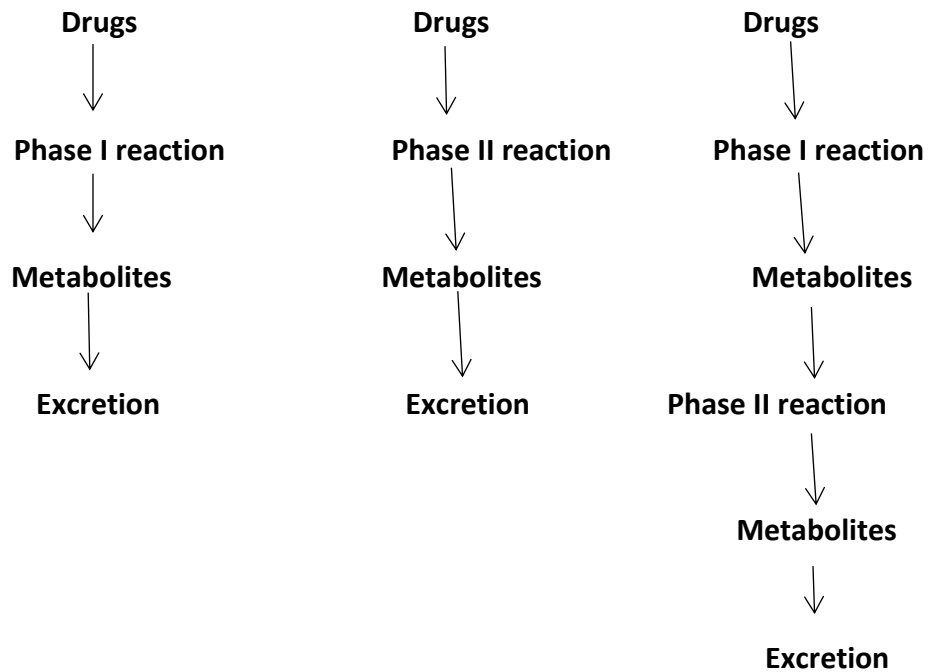 Drugs Drugs Drugs
Phase I reaction Phase II reaction Phase I reaction
Metabolites Metabolites Metabolites
Excretion Excretion Phase II reaction
Metabolites
Excretion